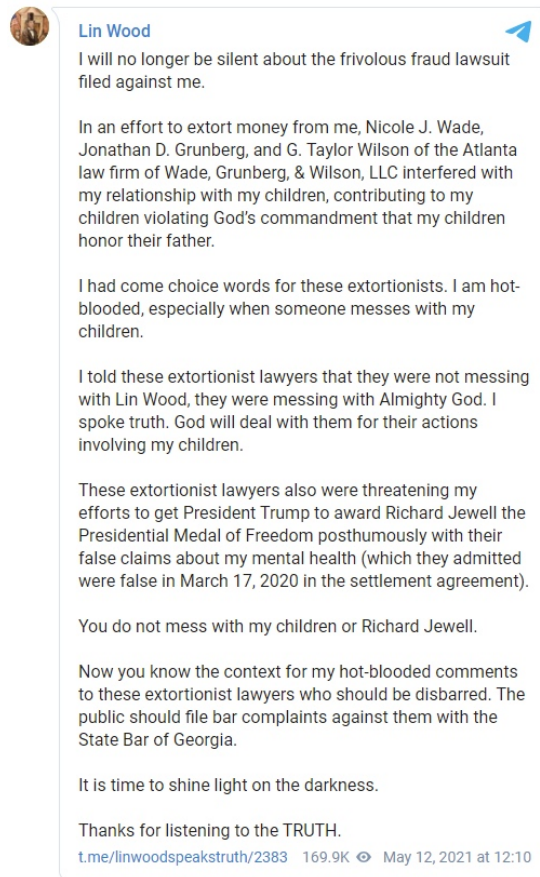 Lin Wood
I will no longer be silent about the frivolous fraud lawsuit
filed against me.
In an effort to extort money from me, Nicole J. Wade,
Jonathan D. Grunberg, and G. Taylor Wilson of the Atlanta
law firm of Wade, Grunberg, & Wilson, LLC interfered with
my relationship with my children, contributing to my
children violating God's commandment that my children
honor their father.
I had come choice words for these extortionists. I am hot-
blooded, especially when someone messes with my
children.
I told these extortionist lawyers that they were not messing
with Lin Wood, they were messing with Almighty God. I
spoke truth. God will deal with them for their actions
involving my children.
These extortionist lawyers also were threatening my
efforts to get President Trump to award Richard Jewell the
Presidential Medal of Freedom posthumously with their
false claims about my mental health (which they admitted
were false in March 17, 2020 in the settlement agreement).
You do not mess with my children or Richard Jewell.
Now you know the context for my hot-blooded comments
to these extortionist lawyers who should be disbarred. The
public should file bar complaints against them with the
State Bar of Georgia.
It is time to shine light on the darkness.
Thanks for listening to the TRUTH.
t.me/linwoodspeakstruth/2383 169.9K May 12, 2021 at 12:10